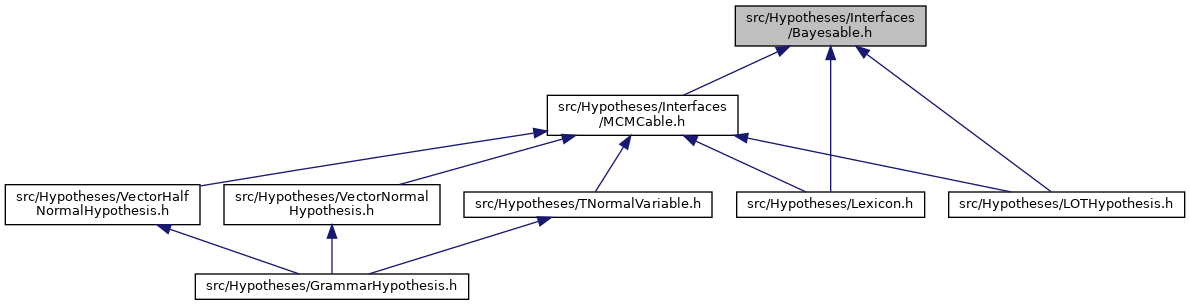 src/Hypotheses/Interfaces
/Bayesable.h
src/Hypotheses/Interfaces
/MCMCable.h
src/Hypotheses/VectorHalf
NormalHypothesis.h
src/Hypotheses/VectorNormal
Hypothesis.h
src/Hypotheses/TNormalVariable.h
src/Hypotheses/Lexicon.h
src/Hypotheses/LOTHypothesis.h
src/Hypotheses/GrammarHypothesis.h